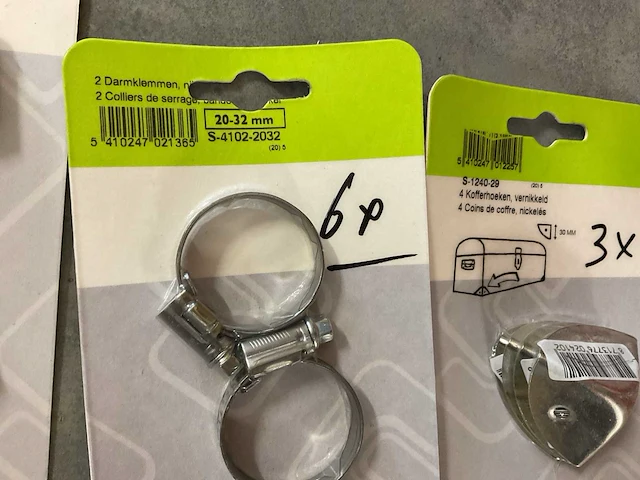 2 Darmklemmen,
2 Colliers de serrage,
20-32 mm
5 410247 021365
S-4102-2032
(20) 5
6x
5 410247 012257
S-1240-29
(20) 5
4 Kofferhoeken, vernikkeld
4 Coins de coffre, nickelés
30 MM
3x